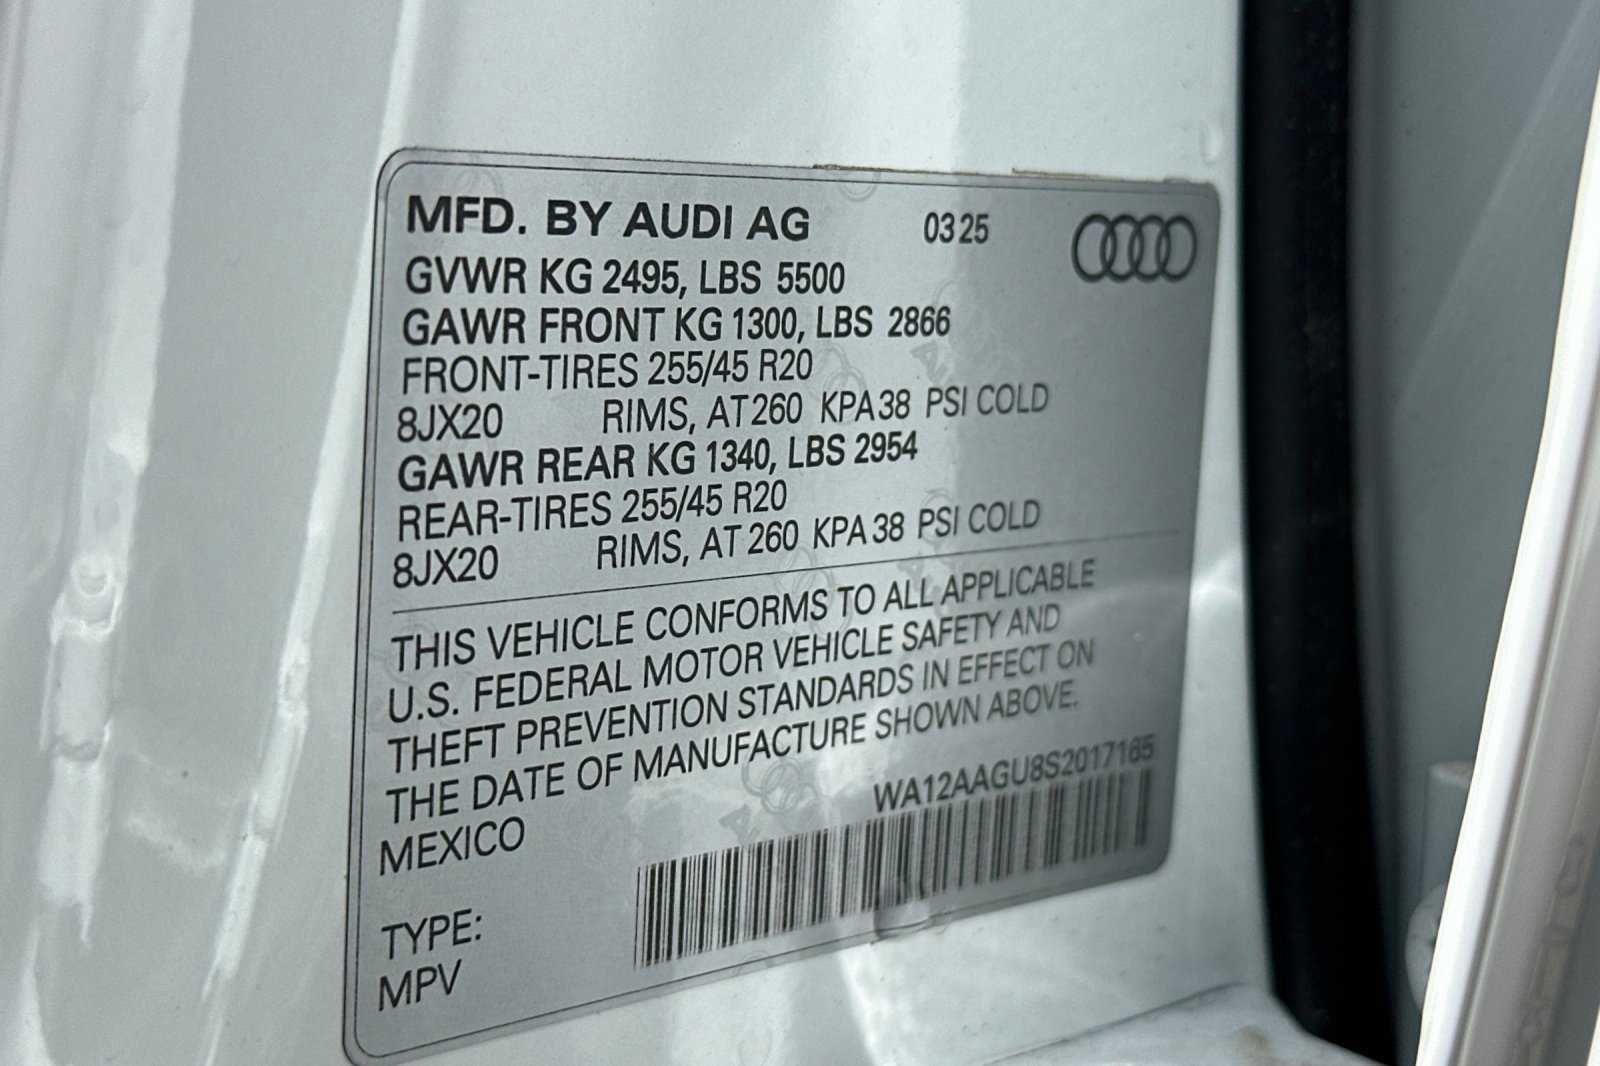 MFD. BY AUDI AG 03 25
GVWR KG 2495, LBS 5500
GAWR FRONT KG 1300, LBS 2866
FRONT-TIRES 255/45 R20
8JX20 RIMS, AT 260 KPA 38 PSI COLD
GAWR REAR KG 1340, LBS 2954
REAR-TIRES 255/45 R20
8JX20 RIMS, AT 260 KPA 38 PSI COLD
THIS VEHICLE CONFORMS TO ALL APPLICABLE
U.S. FEDERAL MOTOR VEHICLE SAFETY AND
THEFT PREVENTION STANDARDS IN EFFECT ON
THE DATE OF MANUFACTURE SHOWN ABOVE.
MEXICO
WA12AAGU8S2017165
TYPE:
MPV